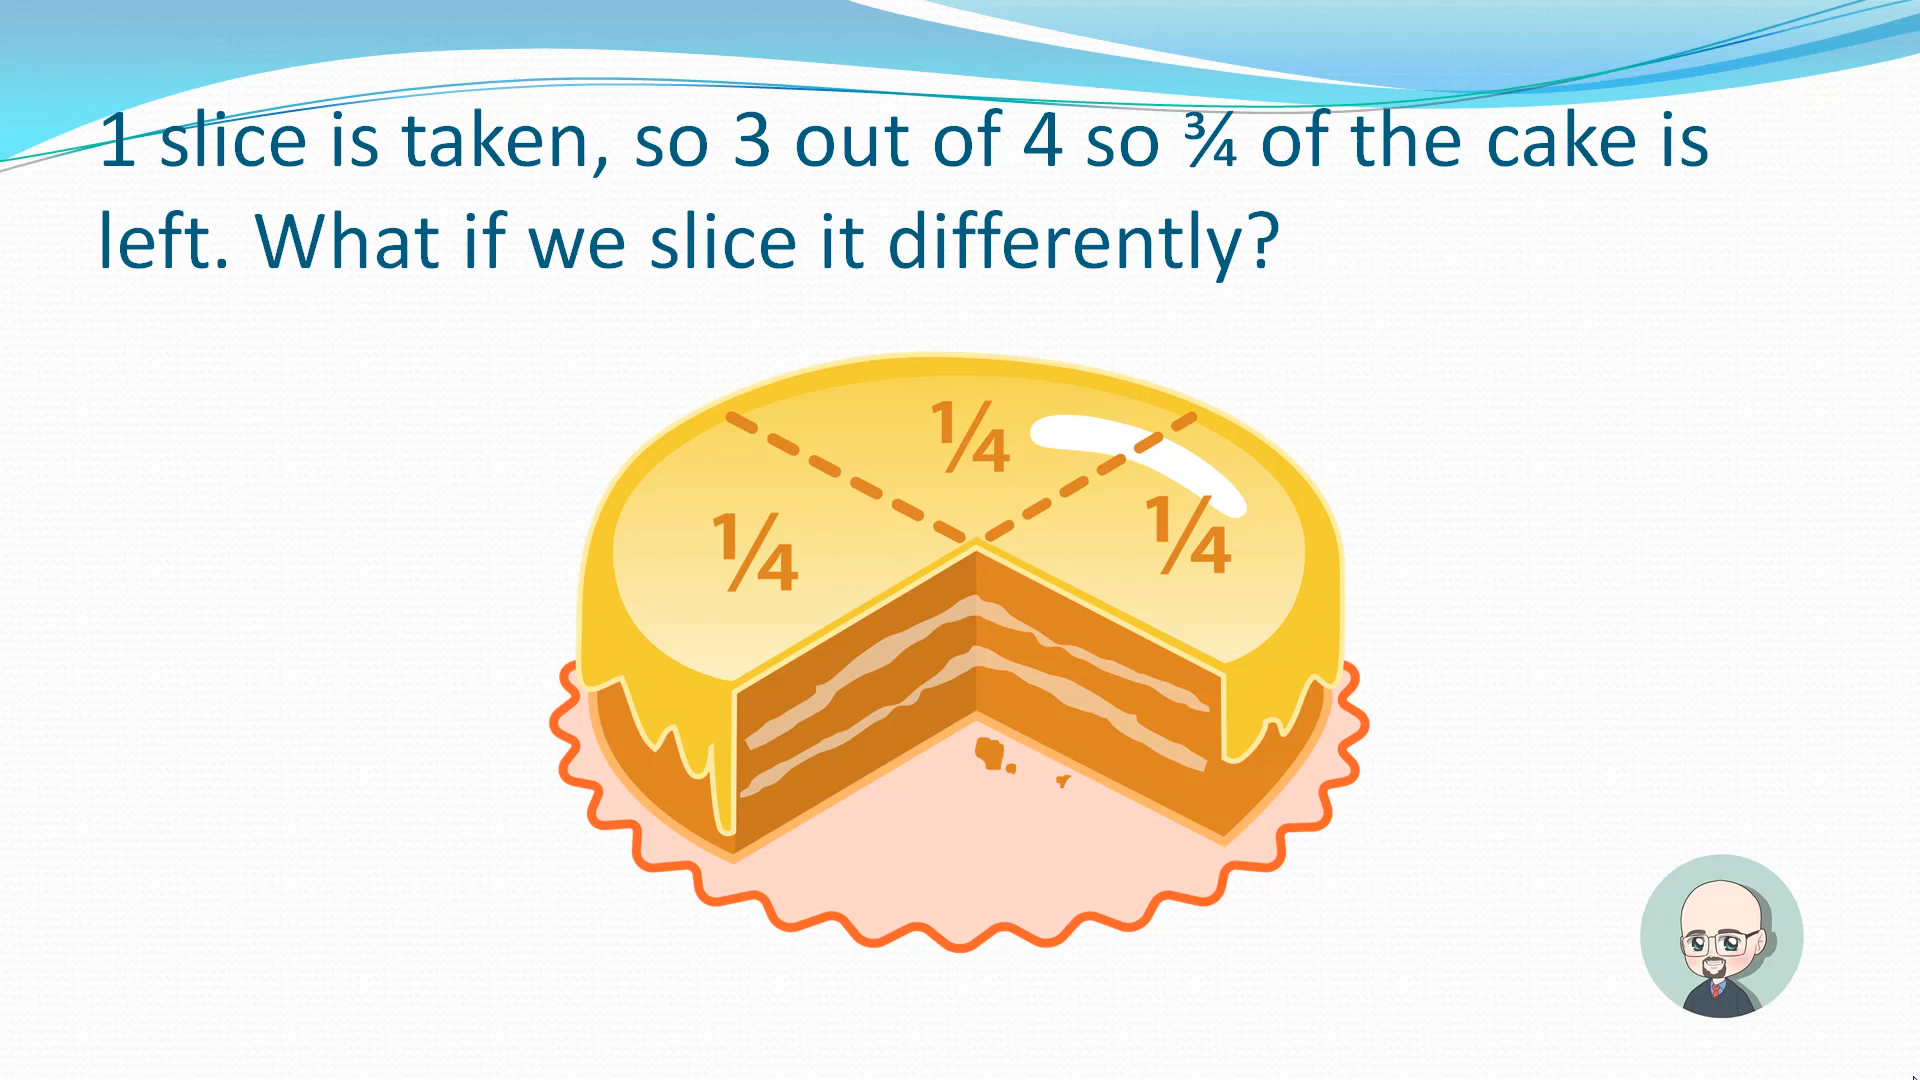 1 slice is taken, so 3 out of 4 so ¾ of the cake is
left. What if we slice it differently?
¼
¼
¼